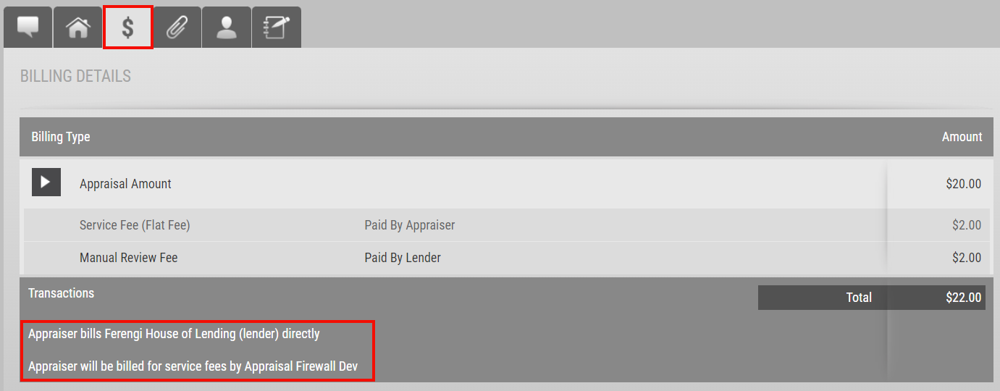 $
BILLING DETAILS
Billing Type Amount
Appraisal Amount $20.00
Service Fee (Flat Fee) Paid By Appraiser $2.00
Manual Review Fee Paid By Lender $2.00
Transactions Total $22.00
Appraiser bills Ferengi House of Lending (lender) directly
Appraiser will be billed for service fees by Appraisal Firewall Dev